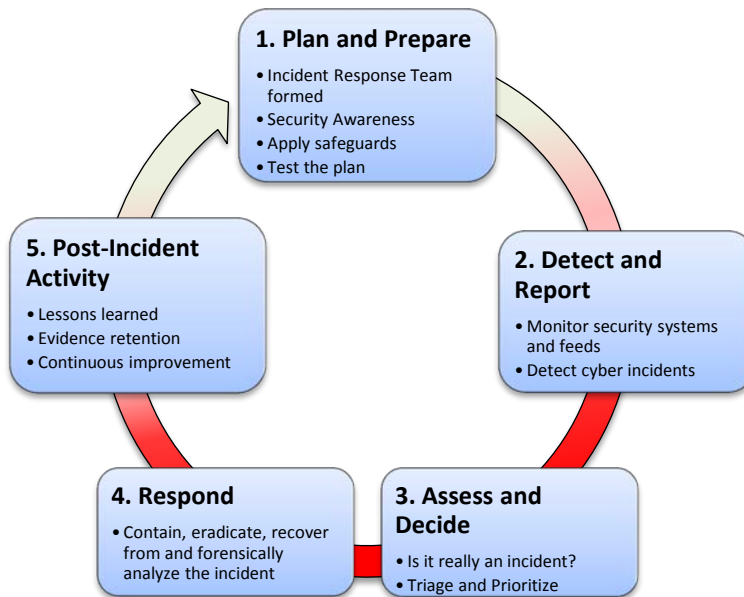 1. Plan and Prepare
• Incident Response Team
formed
• Security Awareness
• Apply safeguards
• Test the plan
2. Detect and
Report
• Monitor security systems
and feeds
• Detect cyber incidents
3. Assess and
Decide
• Is it really an incident?
• Triage and Prioritize
4. Respond
• Contain, eradicate, recover
from and forensically
analyze the incident
5. Post-Incident
Activity
• Lessons learned
• Evidence retention
• Continuous improvement